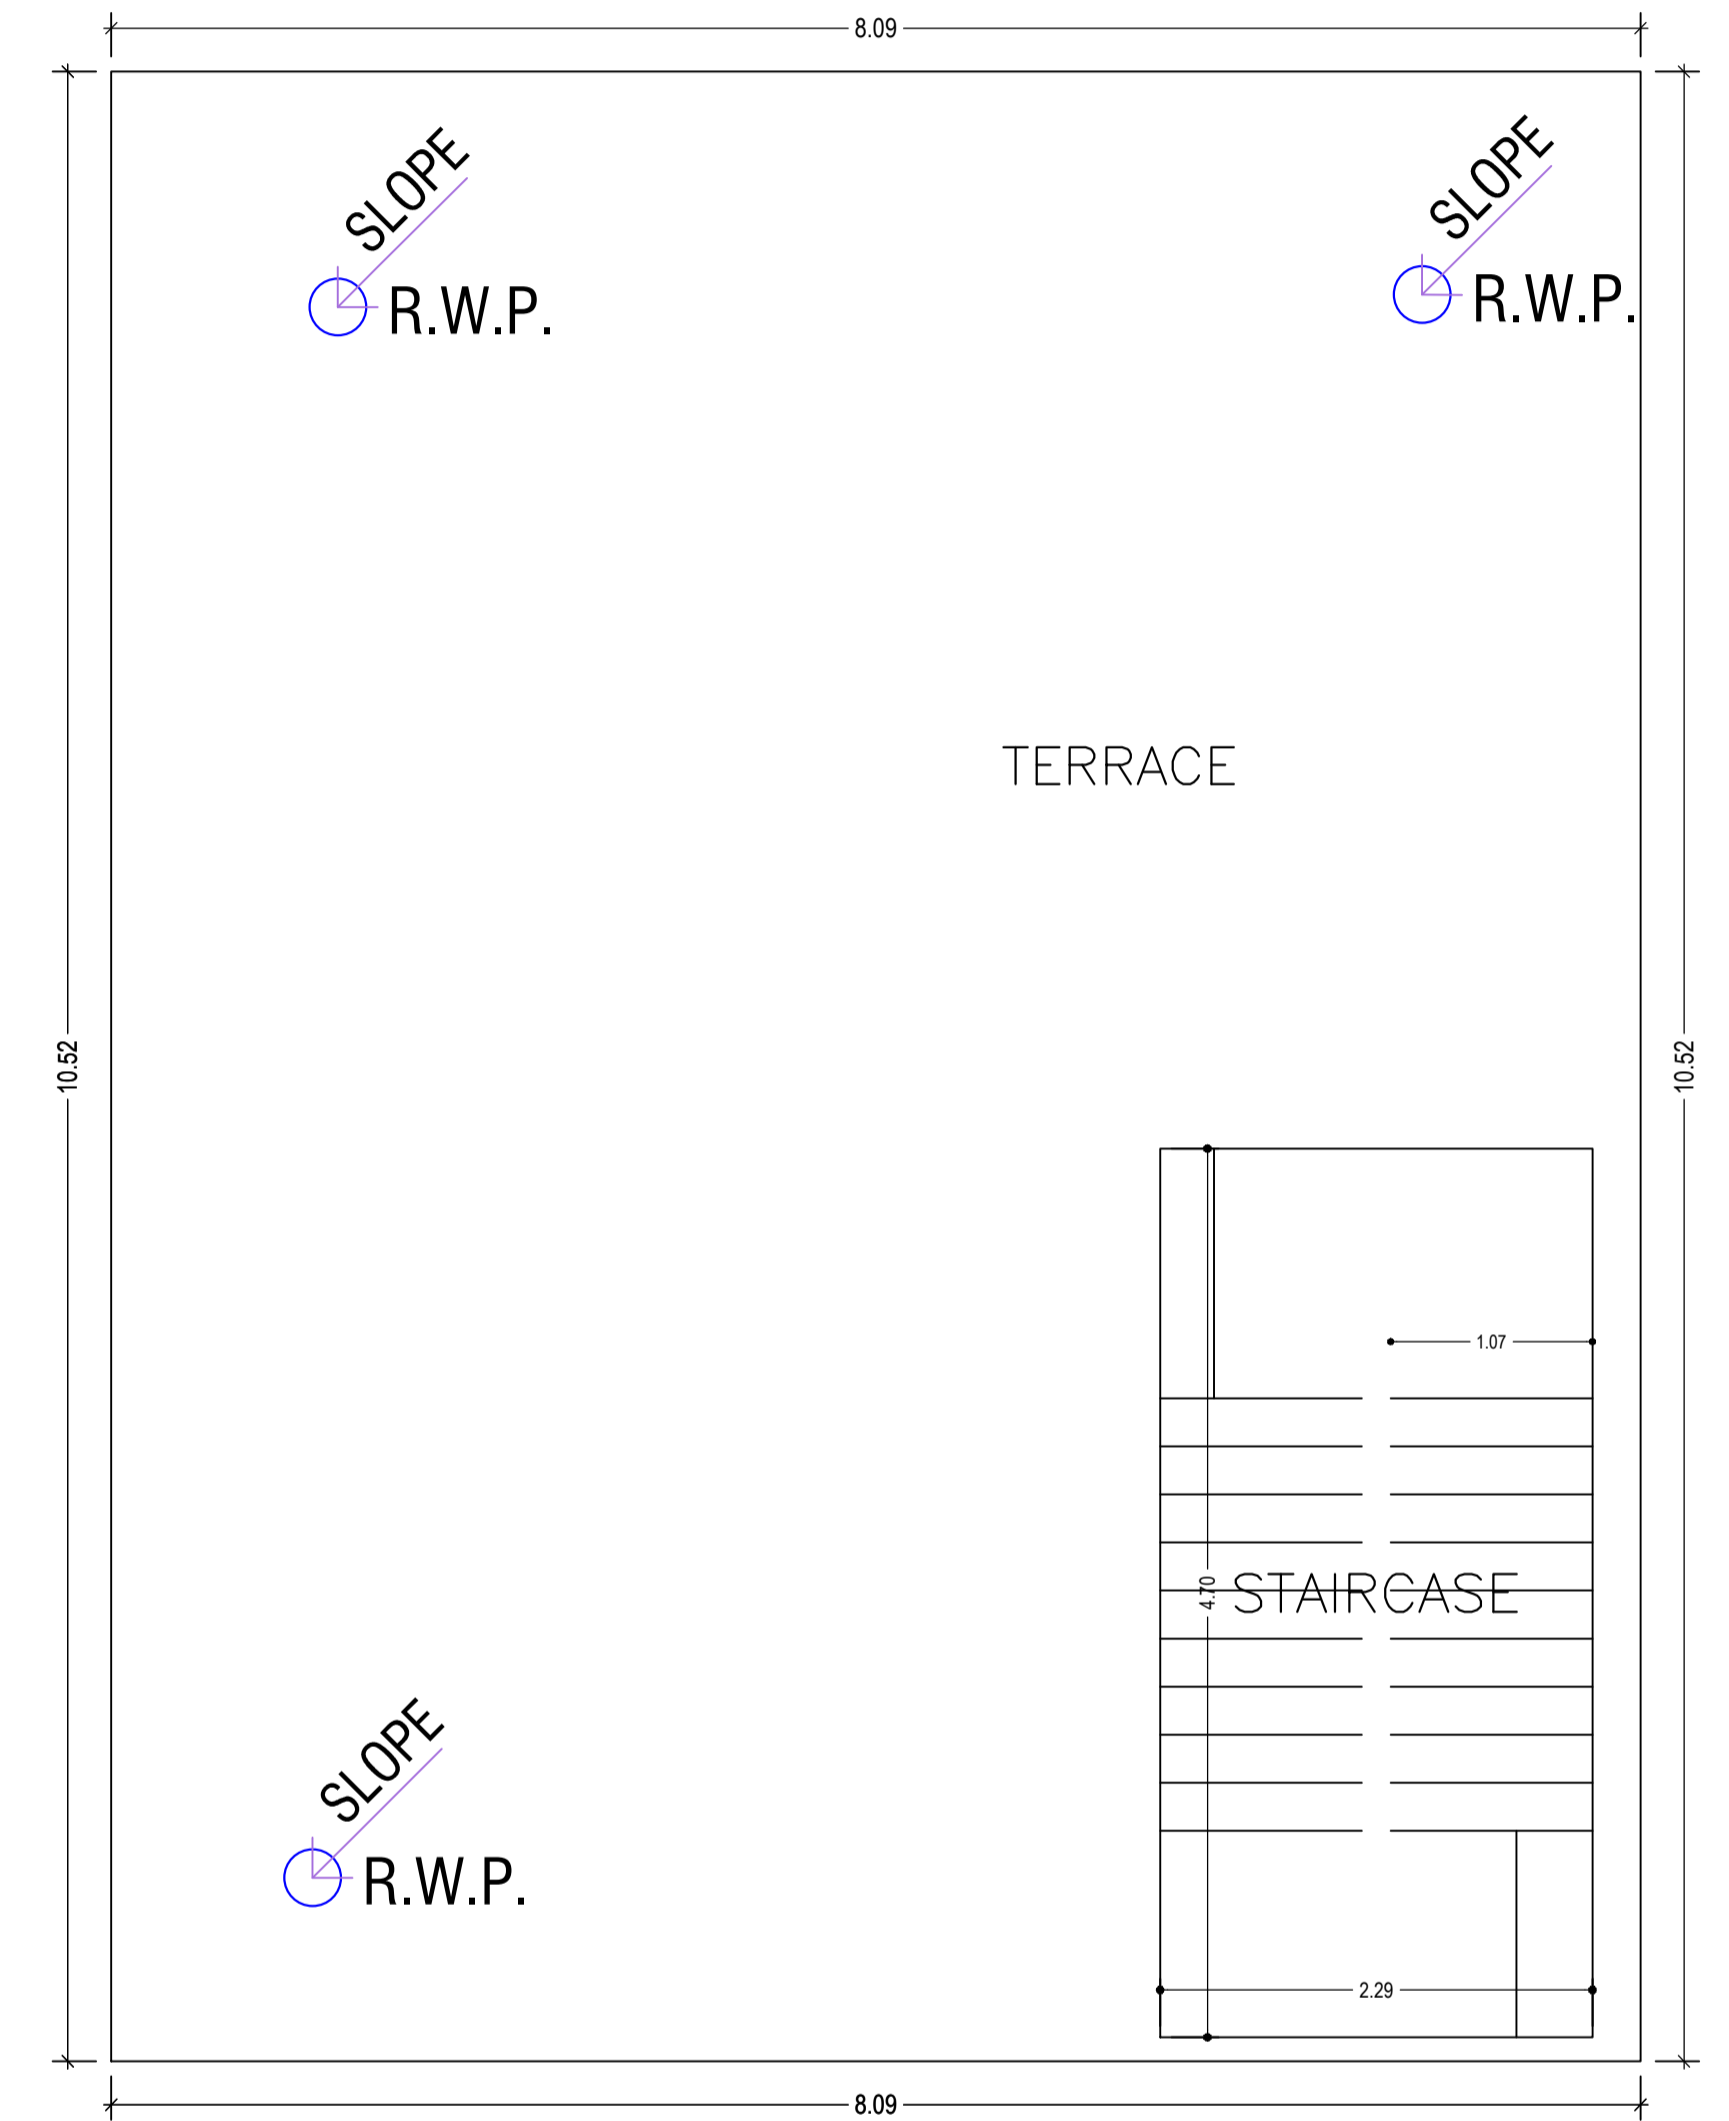 8.09
SLOPE
SLOPE
R.W.P.
R.W.P.
TERRACE
10.52
10.52
1.07
4.70
STAIRCASE
SLOPE
R.W.P.
2.29
8.09